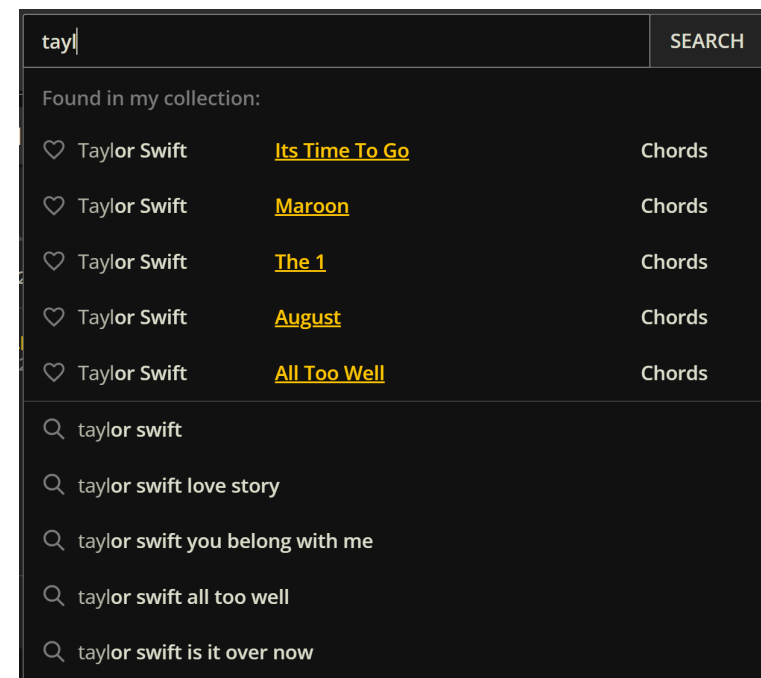 tayl SEARCH
Found in my collection:
Taylor Swift Its Time To Go Chords
Taylor Swift Maroon Chords
Taylor Swift The 1 Chords
Taylor Swift August Chords
Taylor Swift All Too Well Chords
taylor swift
taylor swift love story
taylor swift you belong with me
taylor swift all too well
taylor swift is it over now